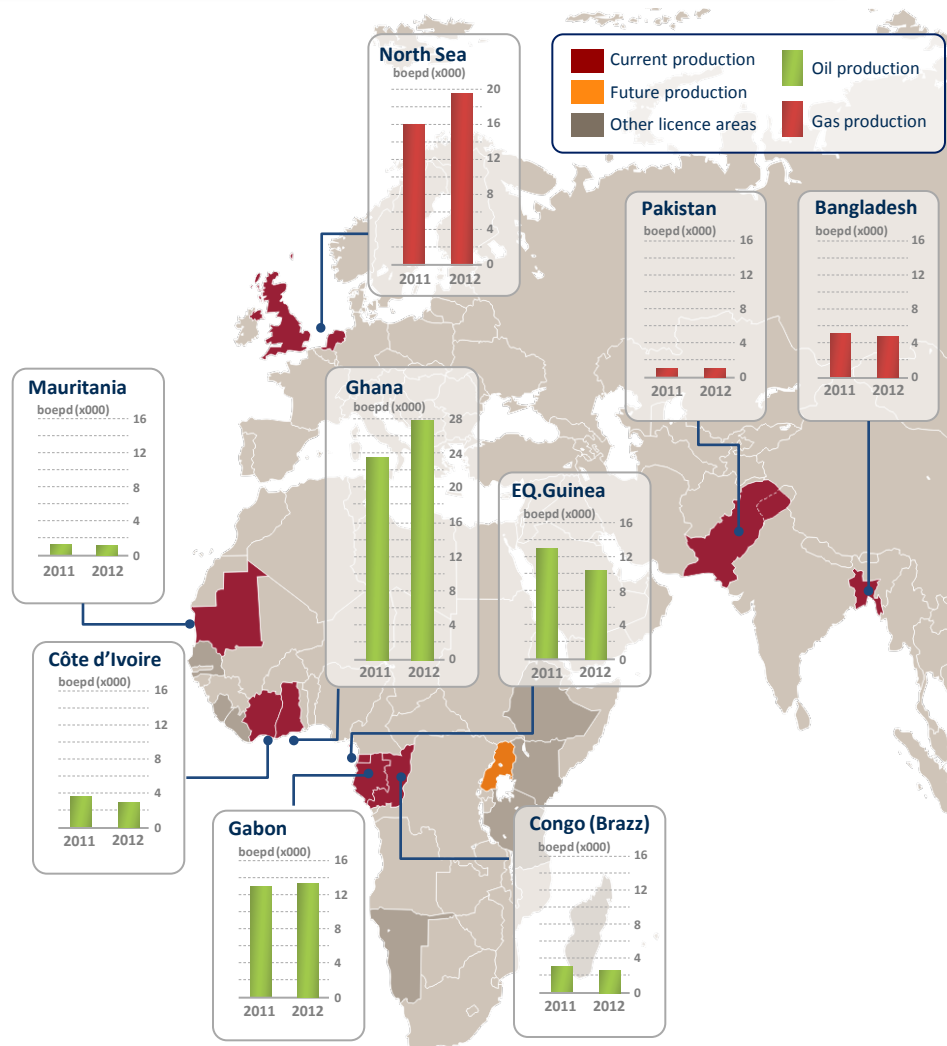 North Sea
boepd (x000)
20
16
12
8
4
0
2011 2012
Current production
Future production
Other licence areas
Oil production
Gas production
Pakistan
boepd (x000)
16
12
8
4
0
2011 2012
Bangladesh
boepd (x000)
16
12
8
4
0
2011 2012
Mauritania
boepd (x000)
16
12
8
4
0
2011 2012
Ghana
boepd (x000)
28
24
20
16
12
8
4
0
2011 2012
EQ.Guinea
boepd (x000)
16
12
8
4
0
2011 2012
Côte d’Ivoire
boepd (x000)
16
12
8
4
0
2011 2012
Gabon
boepd (x000)
16
12
8
4
0
2011 2012
Congo (Brazz)
boepd (x000)
16
12
8
4
0
2011 2012